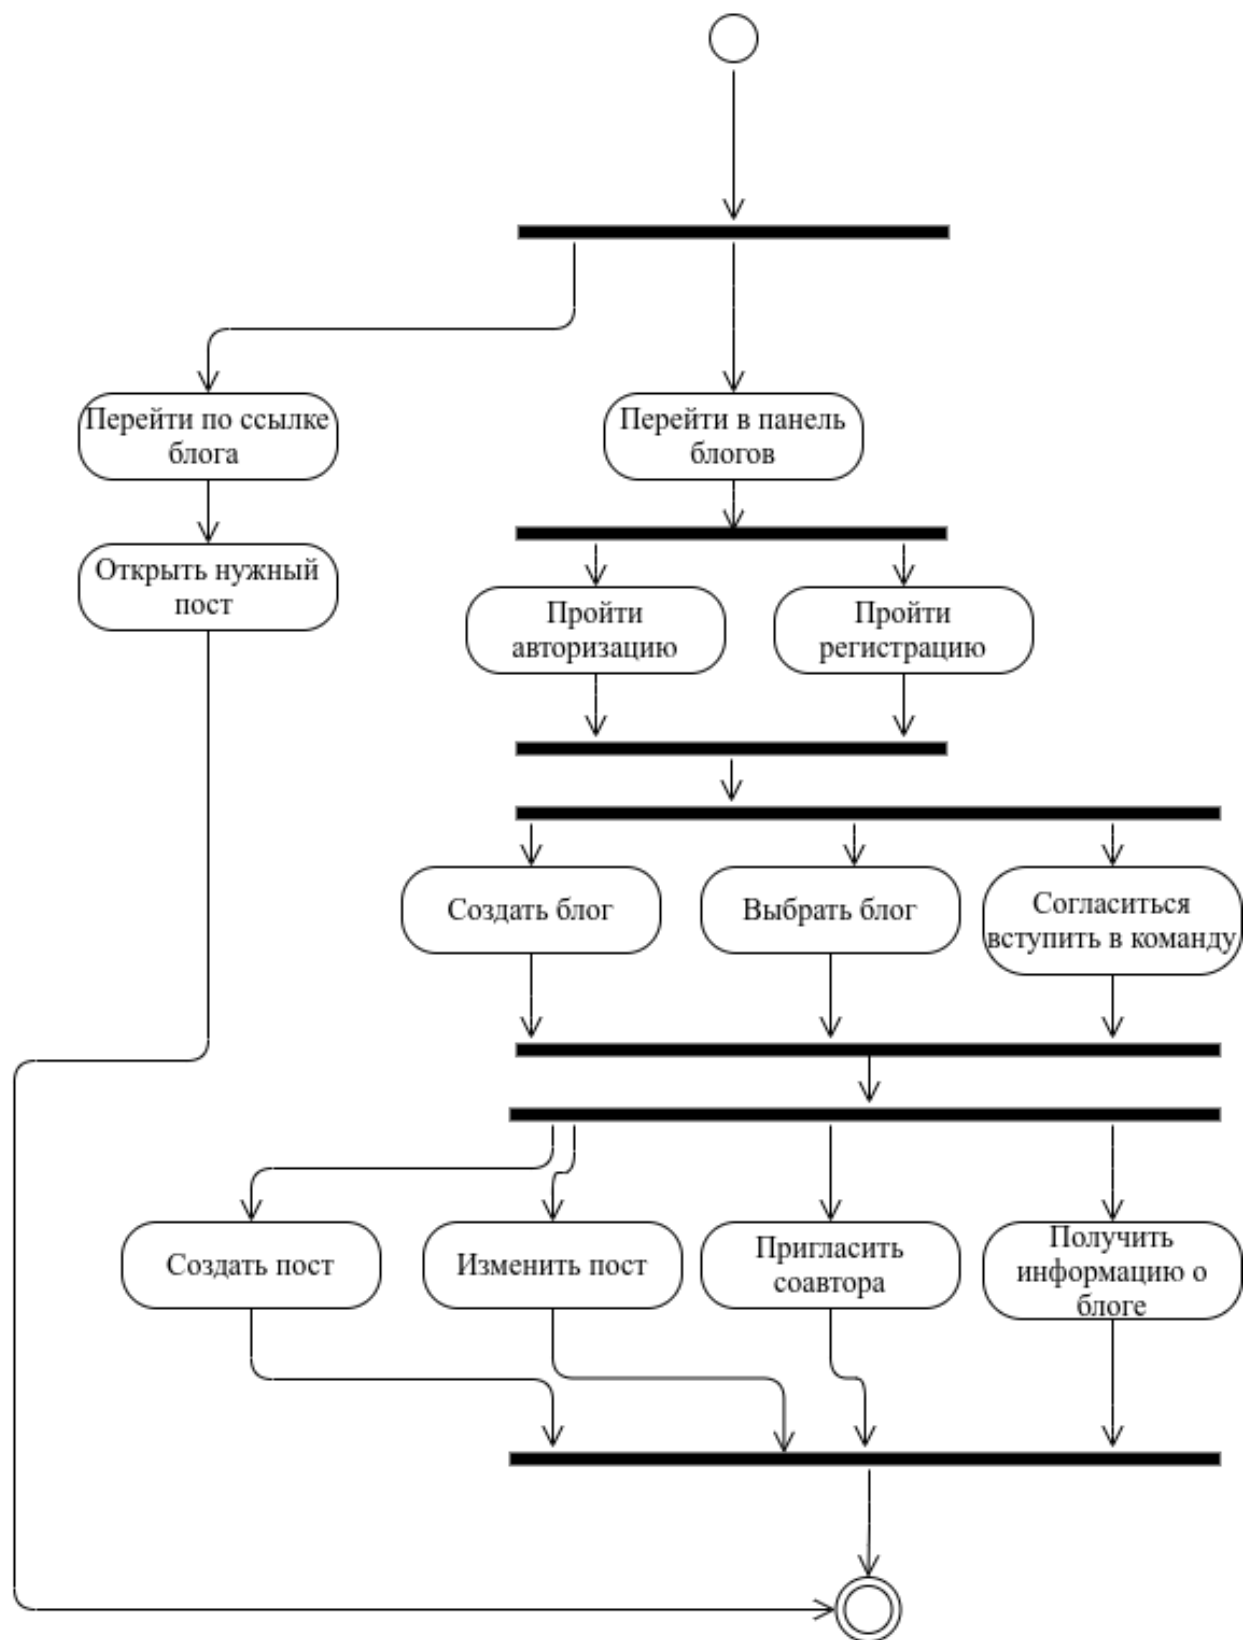 Перейти по ссылке
блога
Перейти в панель
блогов
Открыть нужный
пост
Пройти
авторизацию
Пройти
регистрацию
Создать блог
Выбрать блог
Согласиться
вступить в команду
Создать пост
Изменить пост
Пригласить
соавтора
Получить
информацию о
блоге